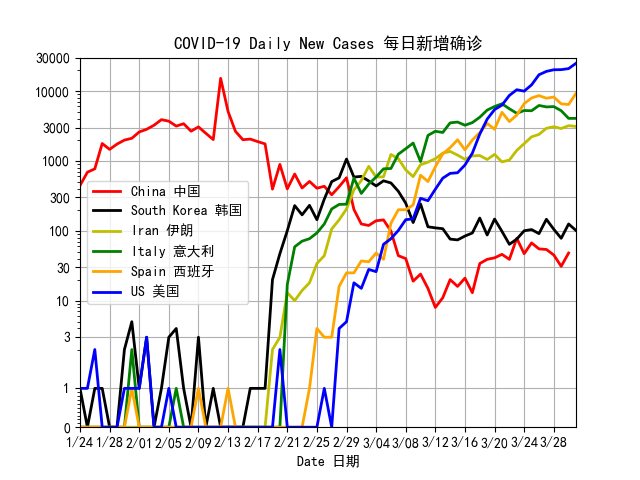 COVID-19 Daily New Cases 每日新增确诊
30000
10000
3000
1000
300
100
30
10
3
1
0
China 中国
South Korea 韩国
Iran 伊朗
Italy 意大利
Spain 西班牙
US 美国
1/24 1/28 2/01 2/05 2/09 2/13 2/17 2/21 2/25 2/29 3/04 3/08 3/12 3/16 3/20 3/24 3/28
Date 日期